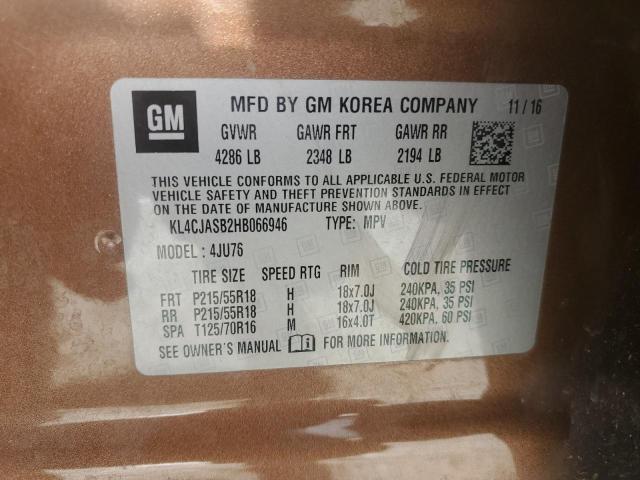 GM MFD BY GM KOREA COMPANY 11/16
GVWR GAWR FRT GAWR RR
4286 LB 2348 LB 2194 LB
THIS VEHICLE CONFORMS TO ALL APPLICABLE U.S. FEDERAL MOTOR
VEHICLE SAFETY AND THEFT PREVENTION STANDARDS IN EFFECT
ON THE DATE OF MANUFACTURE SHOWN ABOVE.
KL4CJASB2HB066946 TYPE: MPV
MODEL: 4JU76
TIRE SIZE SPEED RTG RIM COLD TIRE PRESSURE
FRT P215/55R18 H 18x7.0J 240KPA, 35 PSI
RR P215/55R18 H 18x7.0J 240KPA, 35 PSI
SPA T125/70R16 M 16x4.0T 420KPA, 60 PSI
SEE OWNER'S MANUAL FOR MORE INFORMATION.